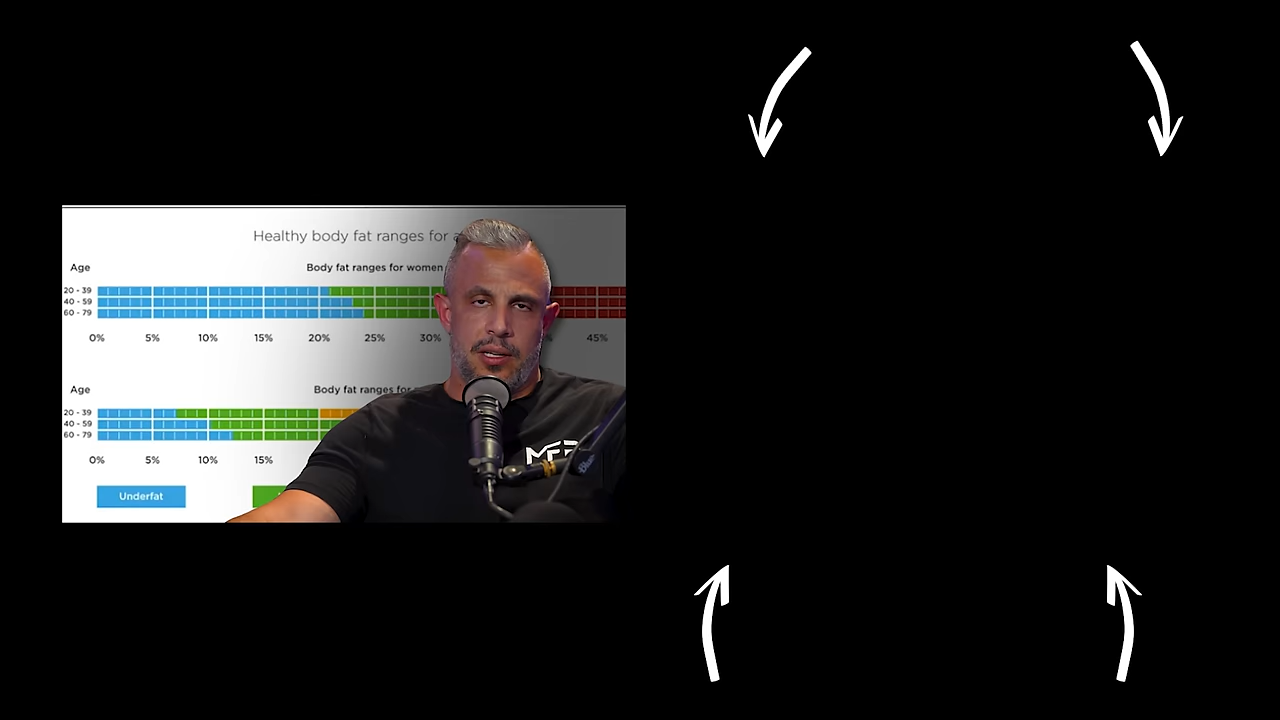 Healthy body fat ranges for
Age Body fat ranges for women
20 - 39
40 - 59
60 - 79
0% 5% 10% 15% 20% 25% 30% 45%
Age Body fat ranges for
20 - 39
40 - 59
60 - 79
0% 5% 10% 15%
Underfat